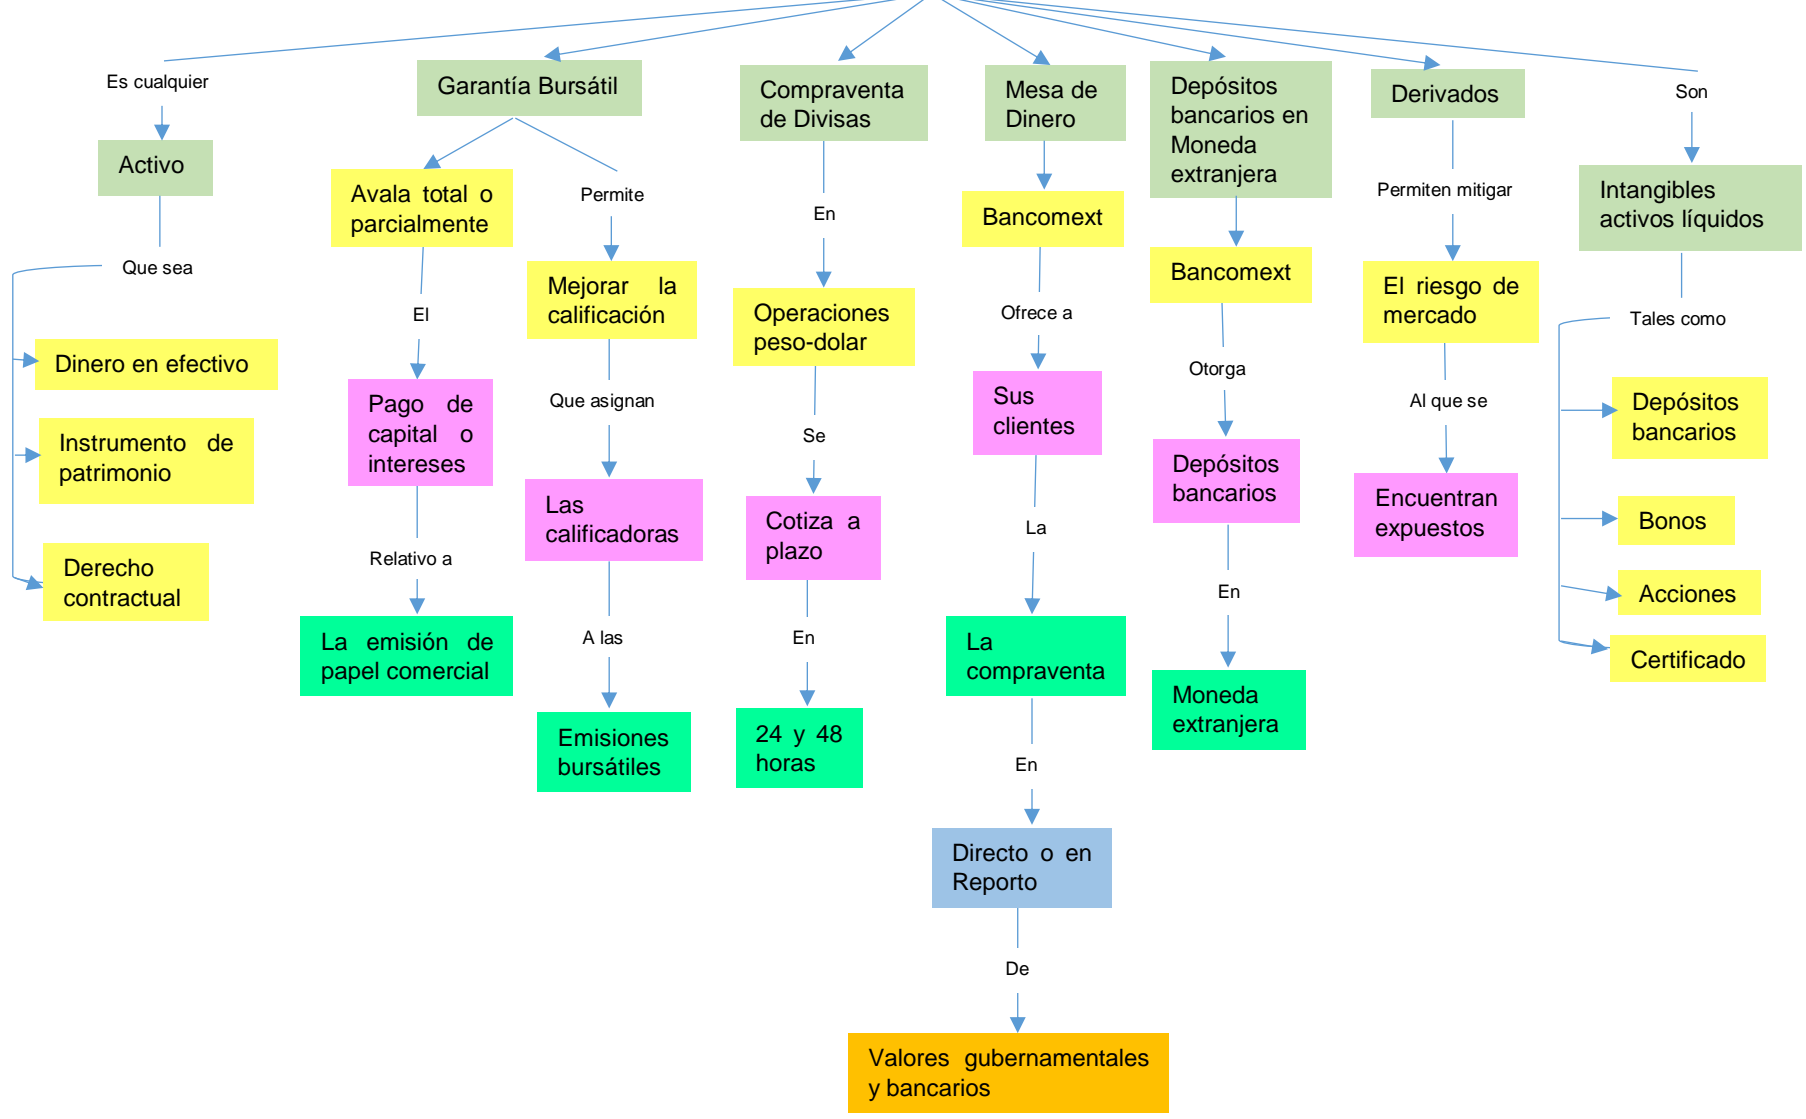 Es cualquier
Activo
Que sea
Dinero en efectivo
Instrumento de
patrimonio
Derecho
contractual
Garantía Bursátil
Avala total o
parcialmente
El
Pago de
capital o
intereses
Relativo a
La emisión de
papel comercial
Permite
Mejorar la
calificación
Que asignan
Las
calificadoras
A las
Emisiones
bursátiles
Compraventa
de Divisas
En
Operaciones
peso-dolar
Se
Cotiza a
plazo
En
24 y 48
horas
Mesa de
Dinero
Bancomext
Ofrece a
Sus
clientes
La
La
compraventa
En
Directo o en
Reporto
De
Valores gubernamentales
y bancarios
Depósitos
bancarios en
Moneda
extranjera
Bancomext
Otorga
Depósitos
bancarios
En
Moneda
extranjera
Derivados
Permiten mitigar
El riesgo de
mercado
Al que se
Encuentran
expuestos
Son
Intangibles
activos líquidos
Tales como
Depósitos
bancarios
Bonos
Acciones
Certificado